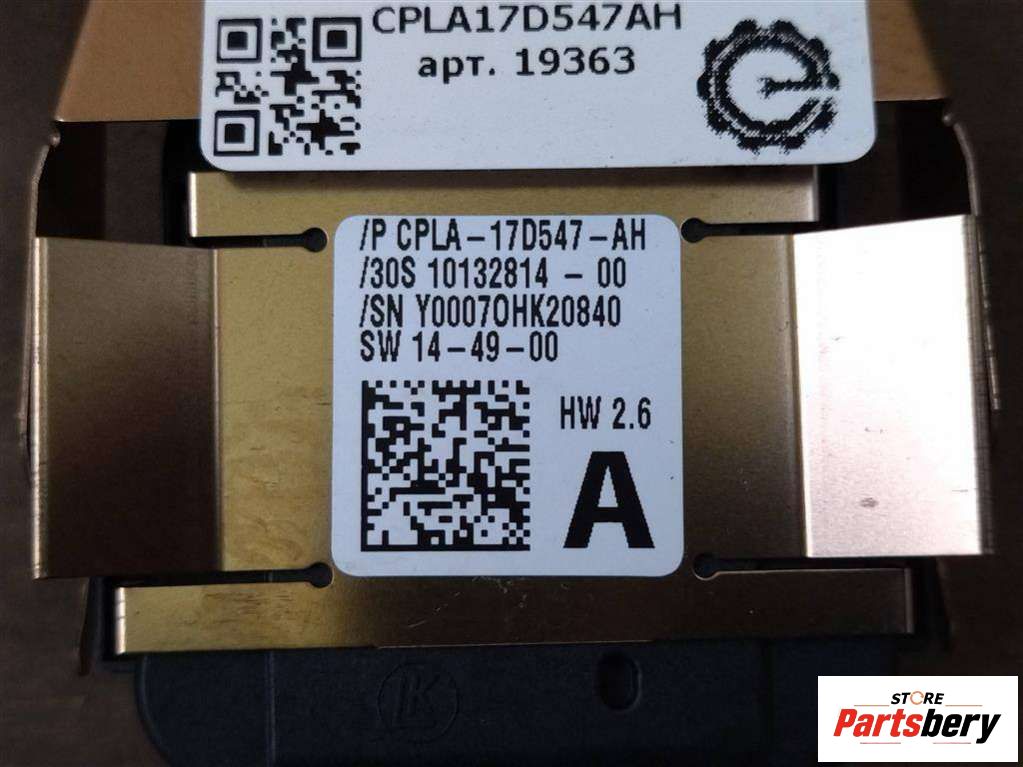 CPLA17D547AH
арт. 19363
/P CPLA-17D547-AH
/30S 10132814 - 00
/SN Y00070HK20840
SW 14-49-00
HW 2.6
A
STORE
Partsbery